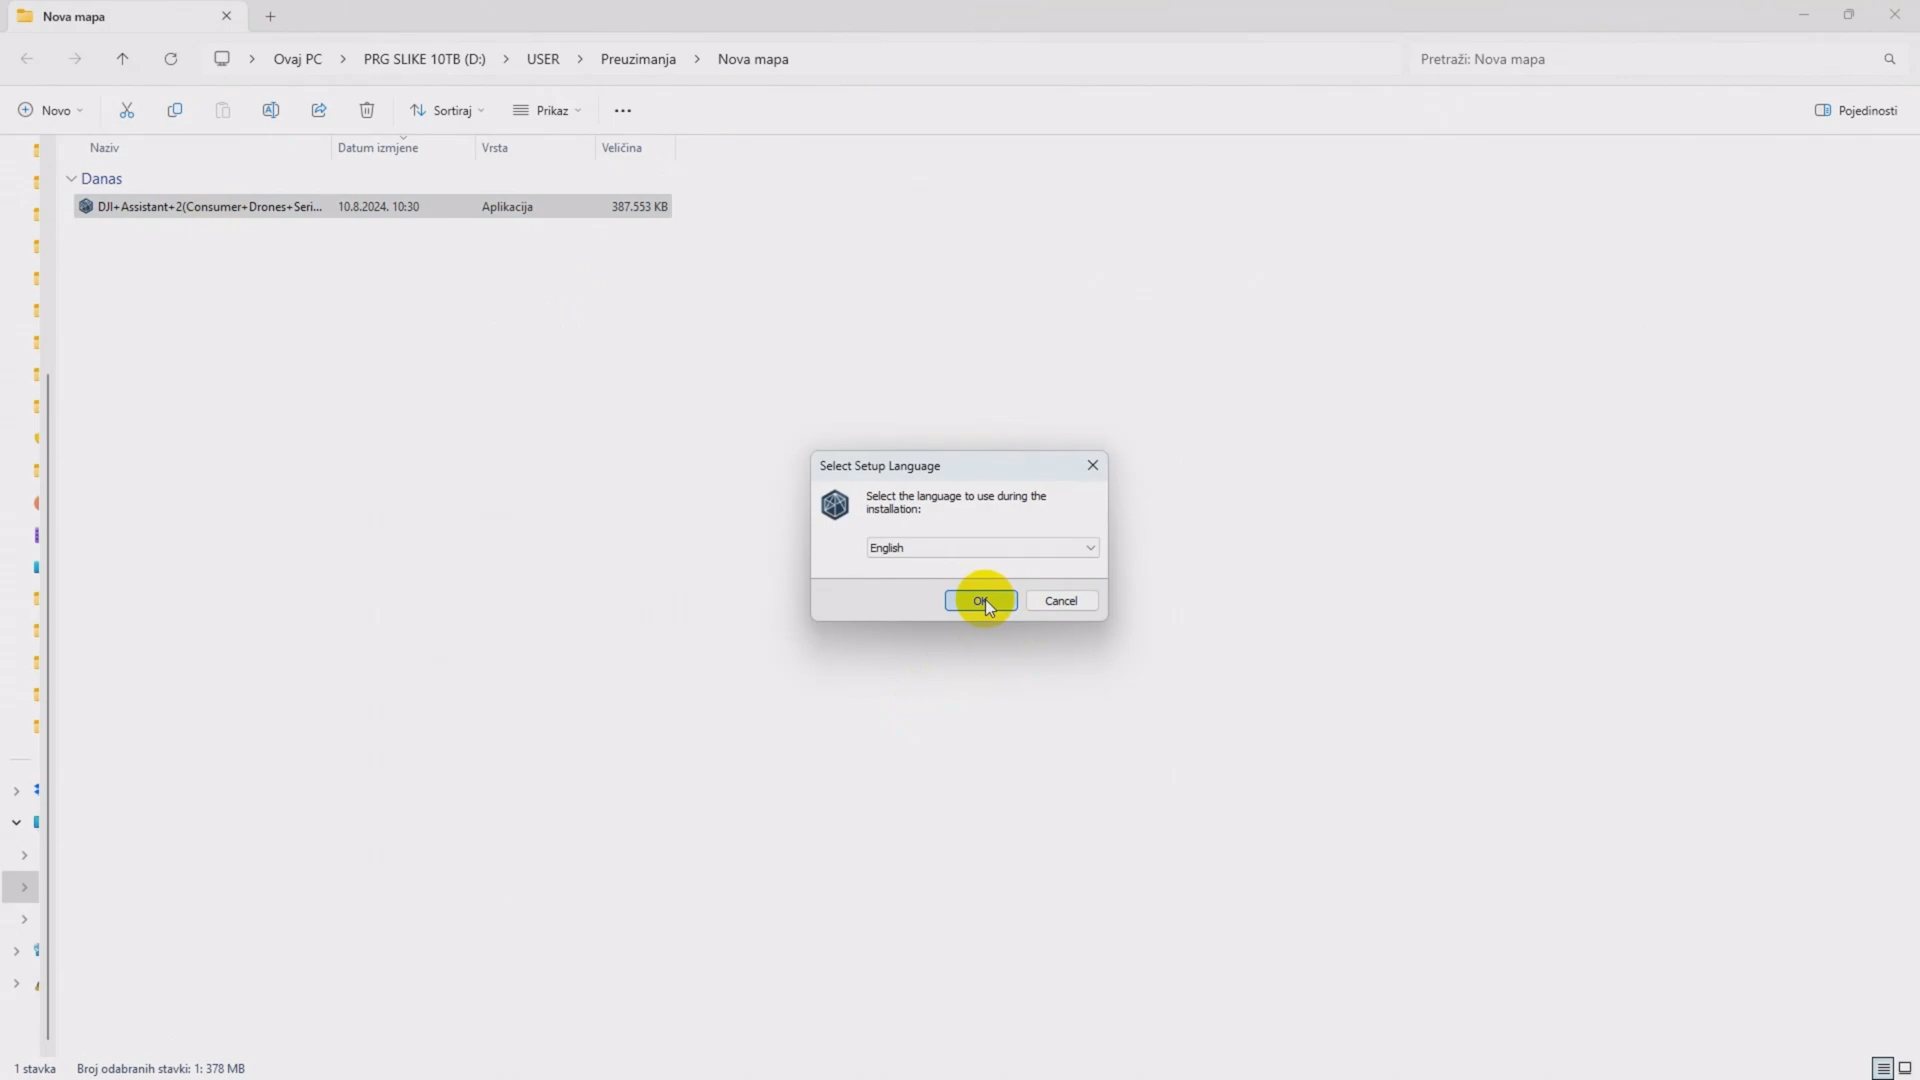 Nova mapa
Ovaj PC > PRG SLIKE 10TB (D:) > USER > Preuzimanja > Nova mapa
Pretraži: Nova mapa
Novo
Sortiraj
Prikaz
Pojedinosti
Naziv
Datum izmjene
Vrsta
Veličina
Danas
DJI+Assistant+2(Consumer+Drones+Seri... 10.8.2024. 10:30 Aplikacija 387.553 KB
Select Setup Language
Select the language to use during the
installation:
English
OK
Cancel
1 stavka
Broj odabranih stavki: 1: 378 MB